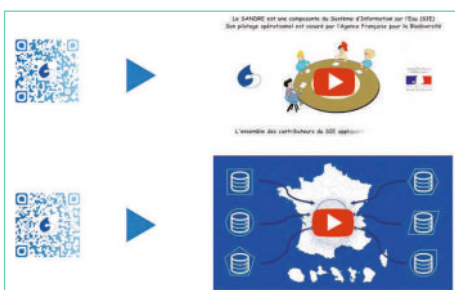 Le SANDRE est une composante du Système d'Information sur l'Eau (SIE)
Son pilotage opérationnel est assuré par l'Agence Française pour la Biodiversité
L'ensemble des contributeurs du SIE appliquent